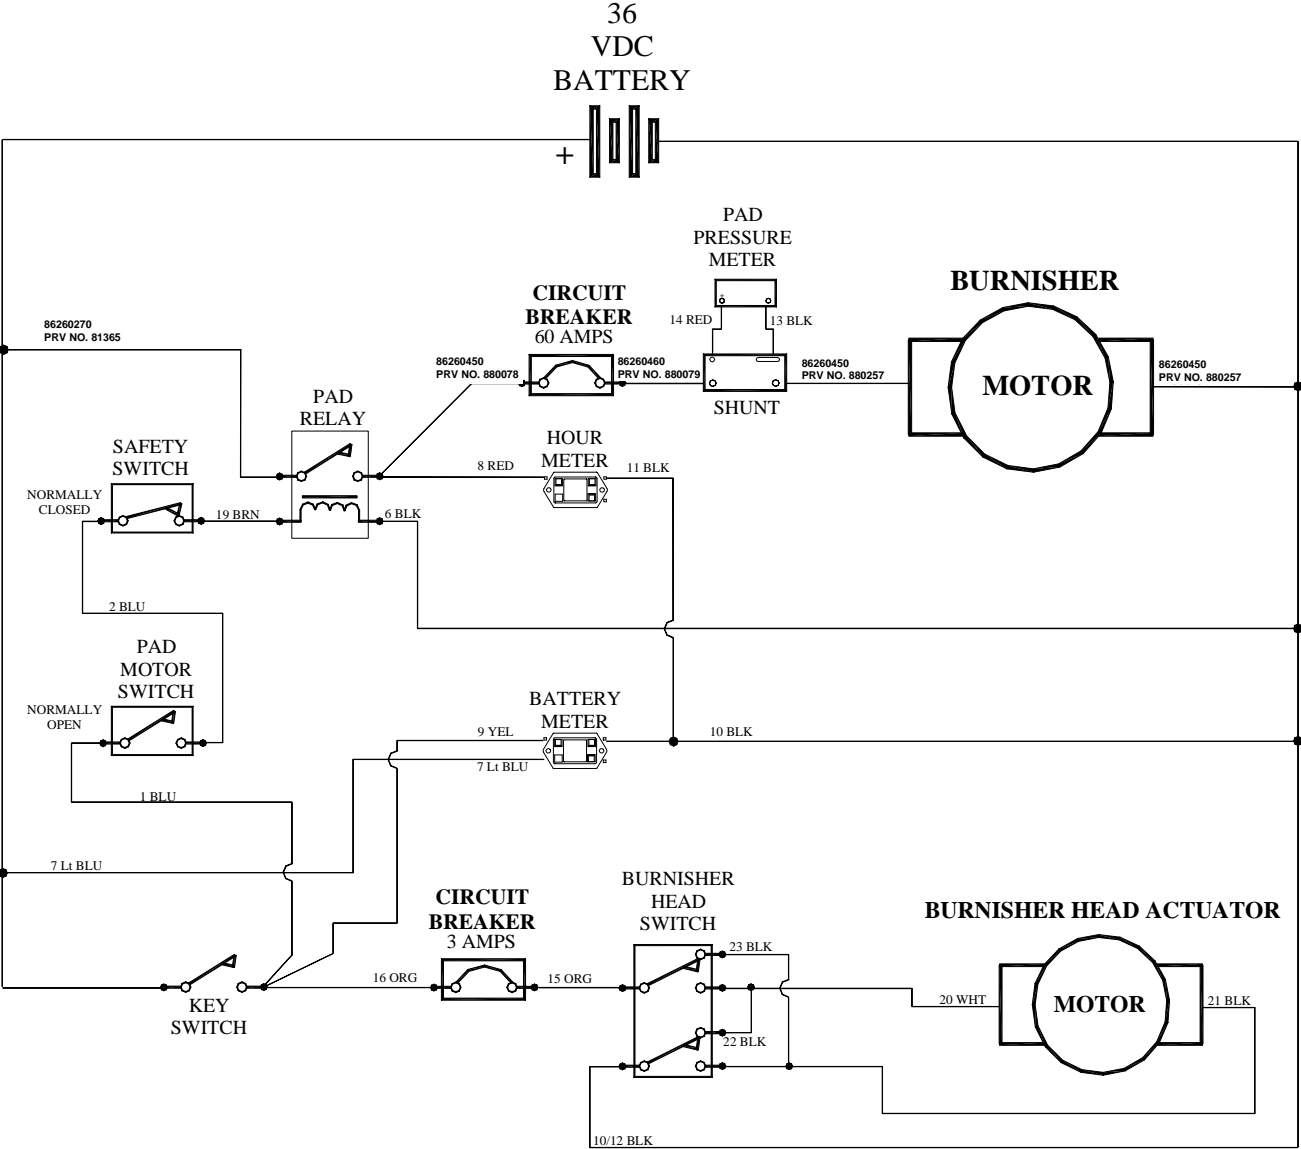 36
VDC
BATTERY
+
PAD
PRESSURE
METER
14 RED
13 BLK
BURNISHER
MOTOR
CIRCUIT
BREAKER
60 AMPS
86260270
PRV NO. 81365
86260450
PRV NO. 880078
86260460
PRV NO. 880079
86260450
PRV NO. 880257
86260450
PRV NO. 880257
SHUNT
PAD
RELAY
SAFETY
SWITCH
NORMALLY
CLOSED
19 BRN
6 BLK
8 RED
HOUR
METER
11 BLK
2 BLU
PAD
MOTOR
SWITCH
NORMALLY
OPEN
1 BLU
BATTERY
METER
9 YEL
7 Lt BLU
10 BLK
7 Lt BLU
KEY
SWITCH
16 ORG
CIRCUIT
BREAKER
3 AMPS
15 ORG
BURNISHER
HEAD
SWITCH
23 BLK
22 BLK
BURNISHER HEAD ACTUATOR
20 WHT
MOTOR
21 BLK
10/12 BLK